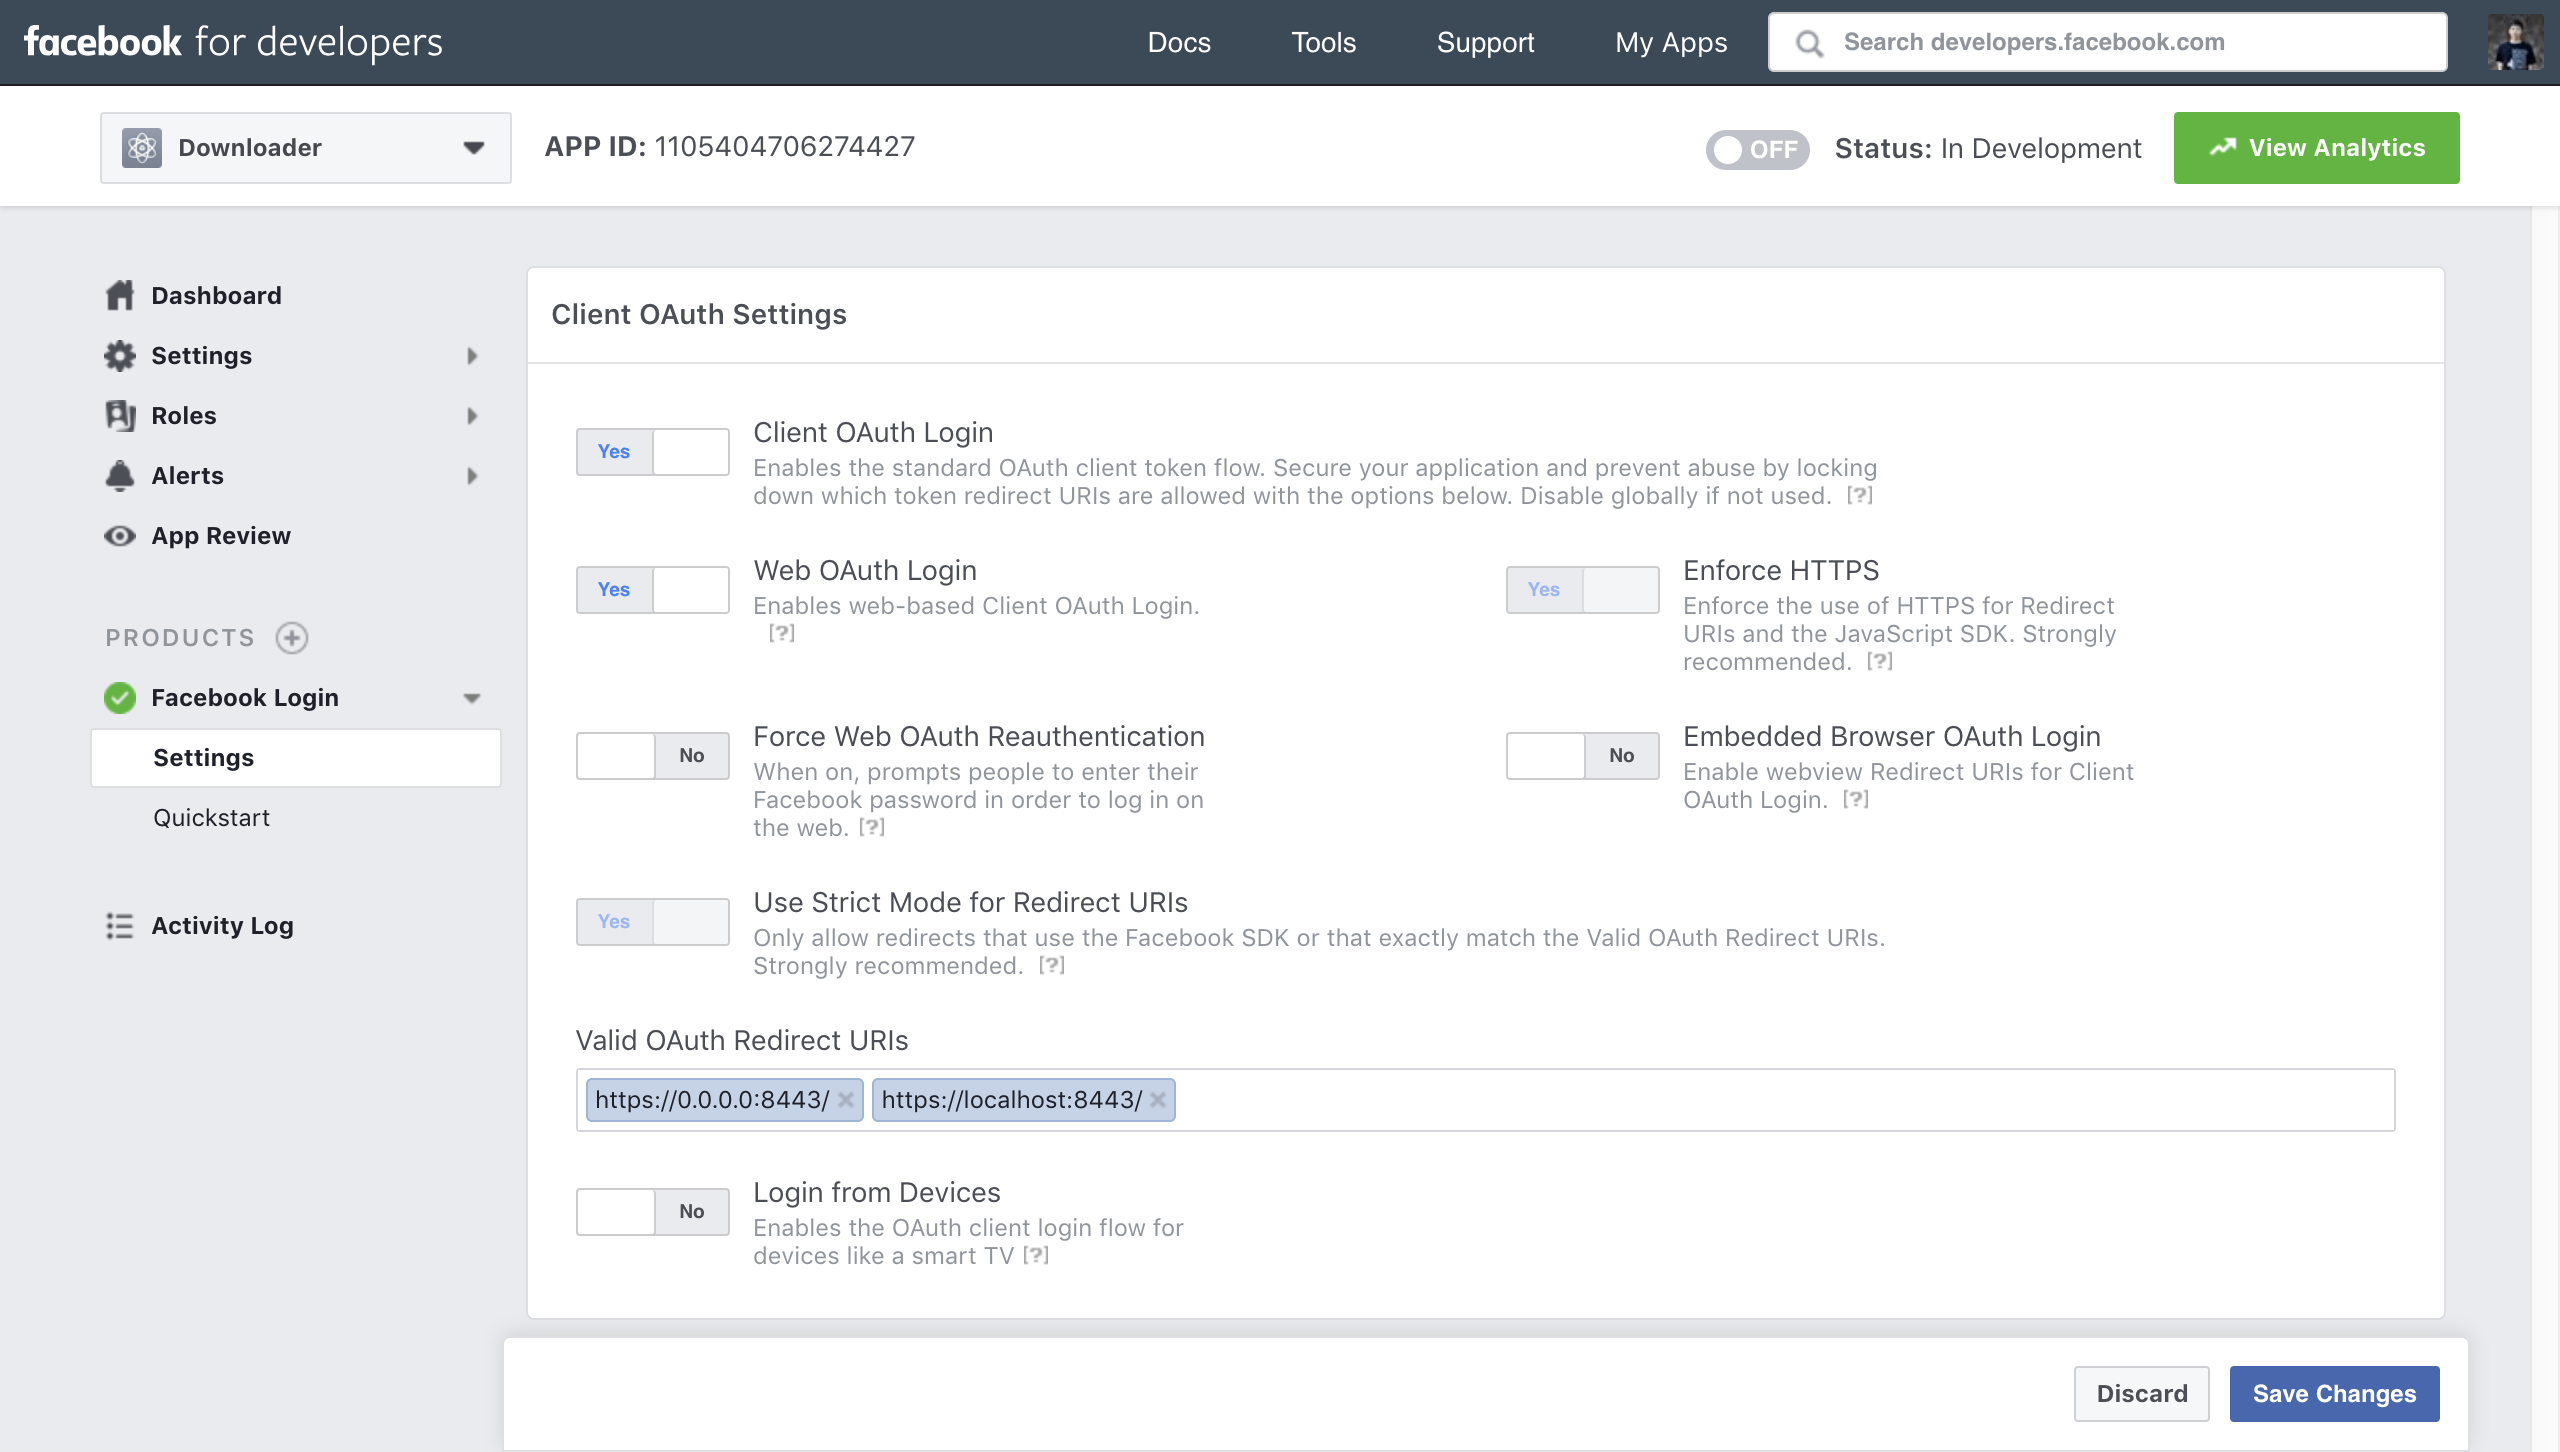 facebook for developers
Docs
Tools
Support
My Apps
Search developers.facebook.com
Downloader
APP ID: 1105404706274427
OFF
Status: In Development
View Analytics
Dashboard
Settings
Roles
Alerts
App Review
PRODUCTS
Facebook Login
Settings
Quickstart
Activity Log
Client OAuth Settings
Yes
Client OAuth Login
Enables the standard OAuth client token flow. Secure your application and prevent abuse by locking
down which token redirect URIs are allowed with the options below. Disable globally if not used. [?]
Yes
Web OAuth Login
Enables web-based Client OAuth Login.
[?]
Yes
Enforce HTTPS
Enforce the use of HTTPS for Redirect
URIs and the JavaScript SDK. Strongly
recommended. [?]
No
Force Web OAuth Reauthentication
When on, prompts people to enter their
Facebook password in order to log in on
the web. [?]
No
Embedded Browser OAuth Login
Enable webview Redirect URIs for Client
OAuth Login. [?]
Yes
Use Strict Mode for Redirect URIs
Only allow redirects that use the Facebook SDK or that exactly match the Valid OAuth Redirect URIs.
Strongly recommended. [?]
Valid OAuth Redirect URIs
https://0.0.0.0:8443/
https://localhost:8443/
No
Login from Devices
Enables the OAuth client login flow for
devices like a smart TV [?]
Discard
Save Changes